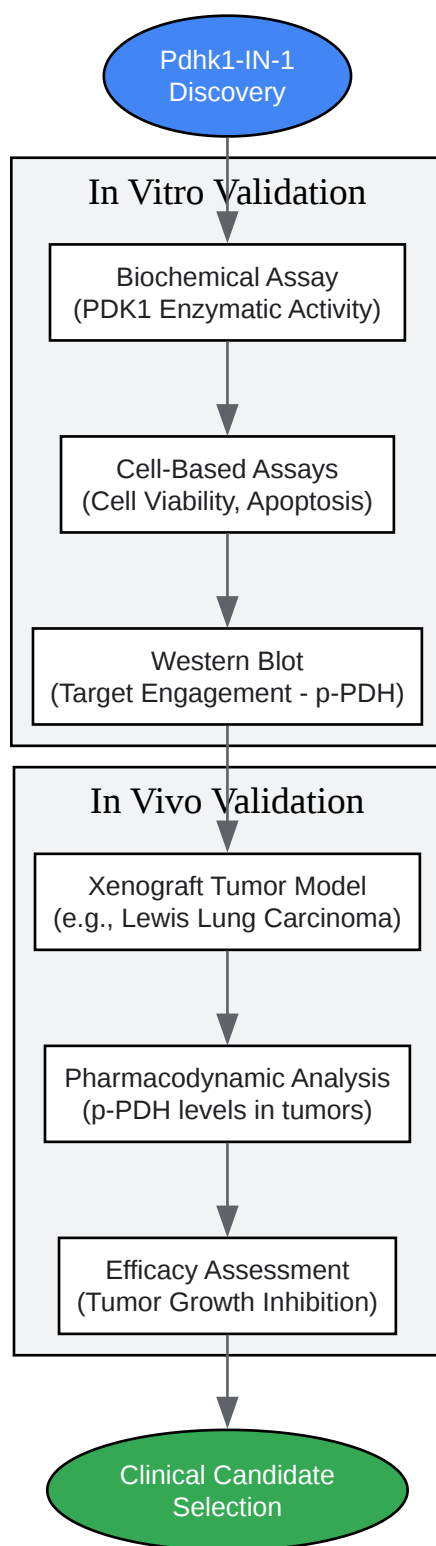 Pdhk1-IN-1
Discovery
In Vitro Validation
Biochemical Assay
(PDK1 Enzymatic Activity)
Cell-Based Assays
(Cell Viability, Apoptosis)
Western Blot
(Target Engagement - p-PDH)
In Vivo Validation
Xenograft Tumor Model
(e.g., Lewis Lung Carcinoma)
Pharmacodynamic Analysis
(p-PDH levels in tumors)
Efficacy Assessment
(Tumor Growth Inhibition)
Clinical Candidate
Selection